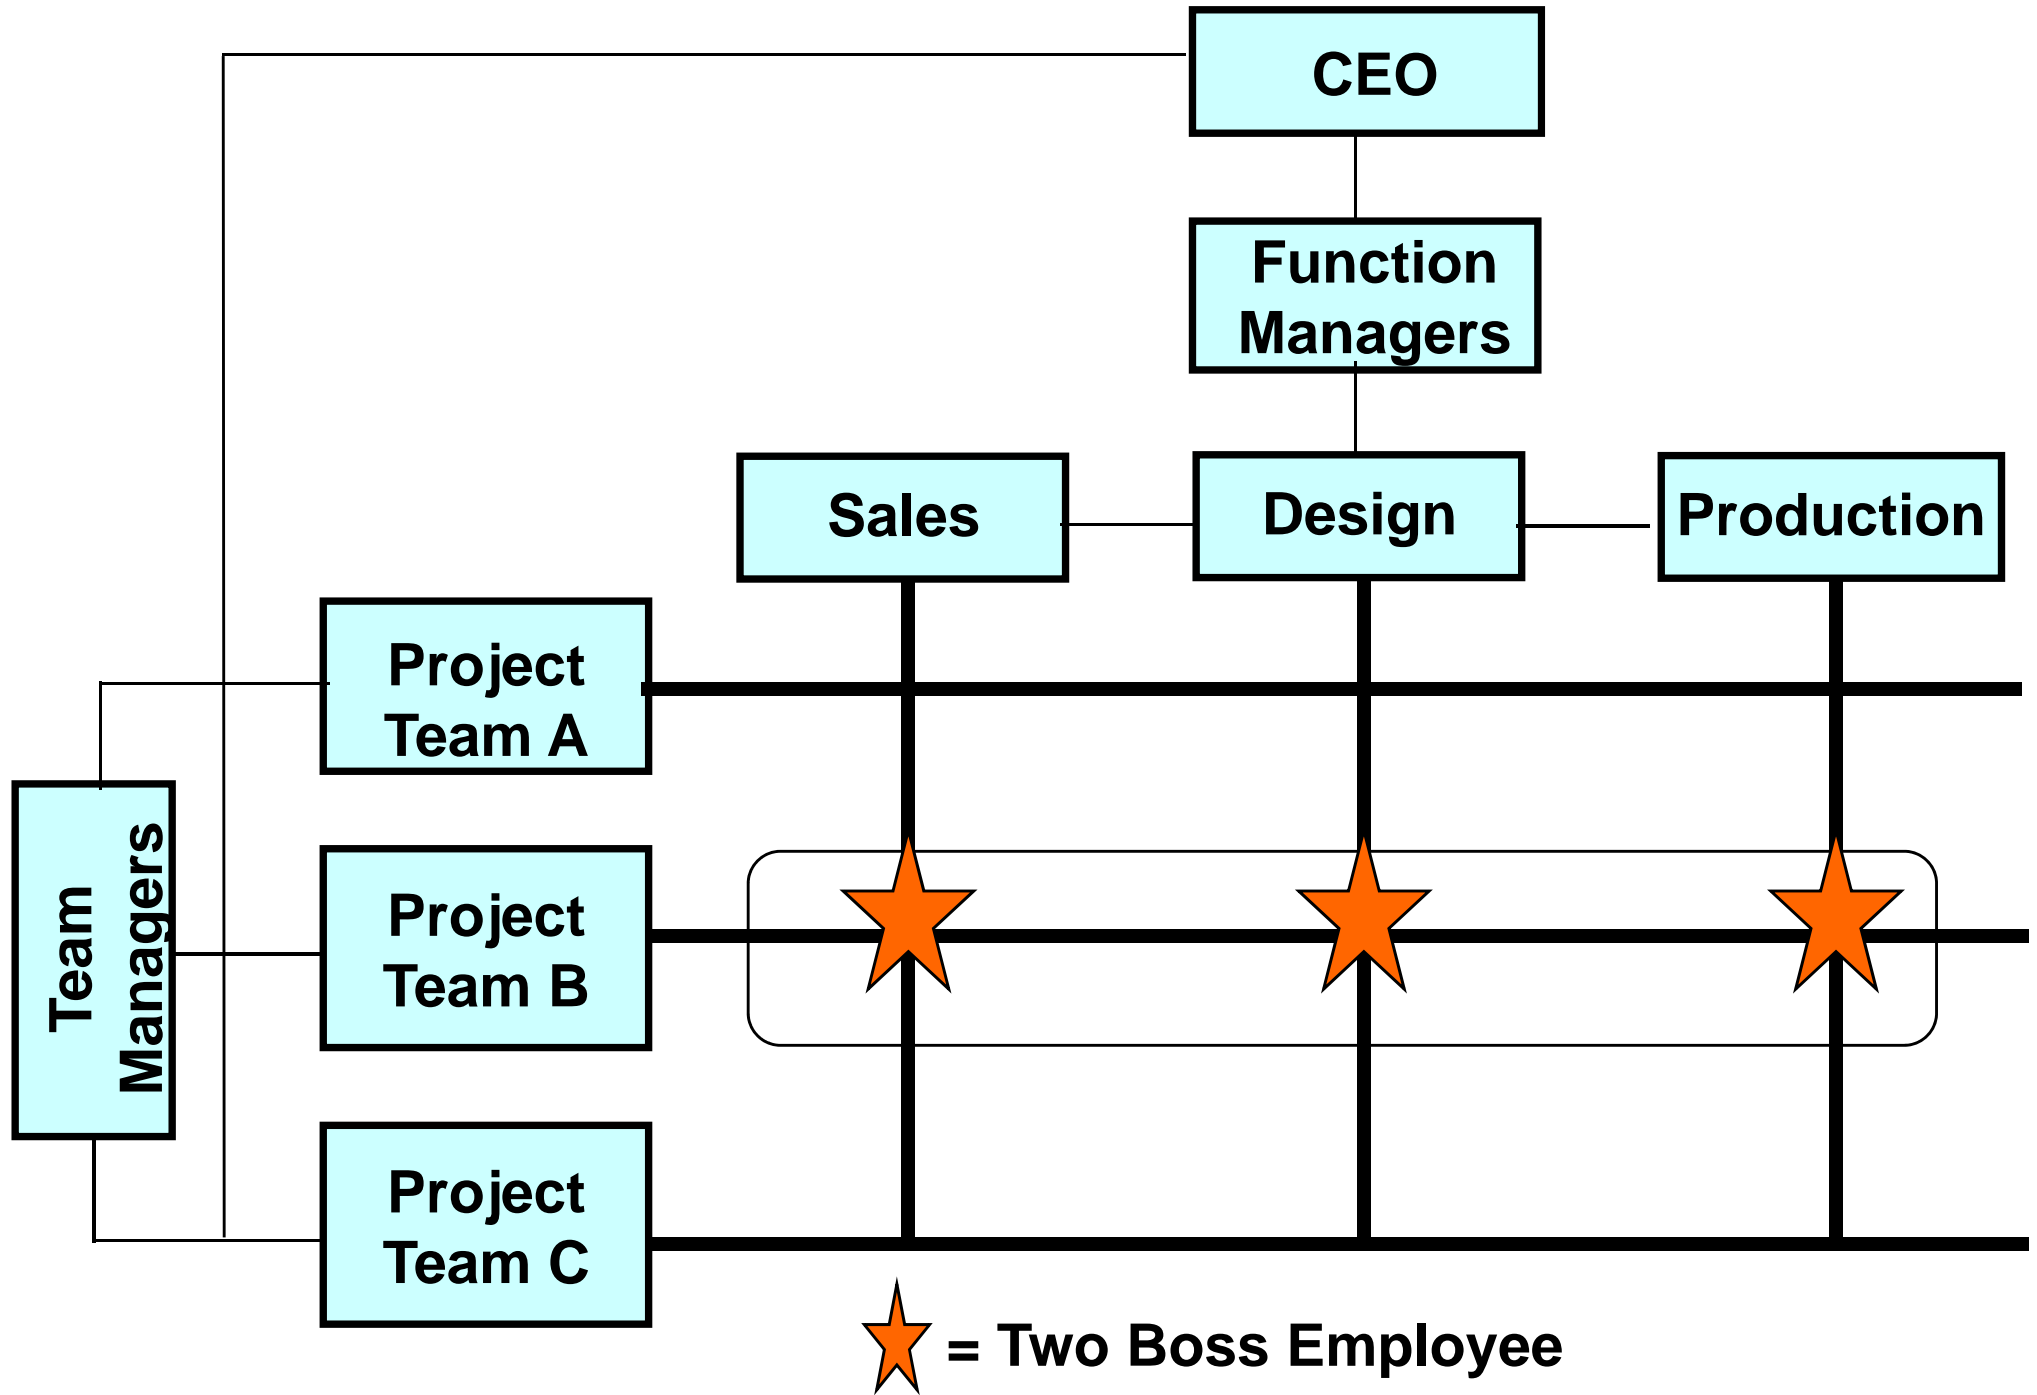 CEO
Function
Managers
Sales
Design
Production
Project
Team A
Team
Managers
Project
Team B
Project
Team C
= Two Boss Employee